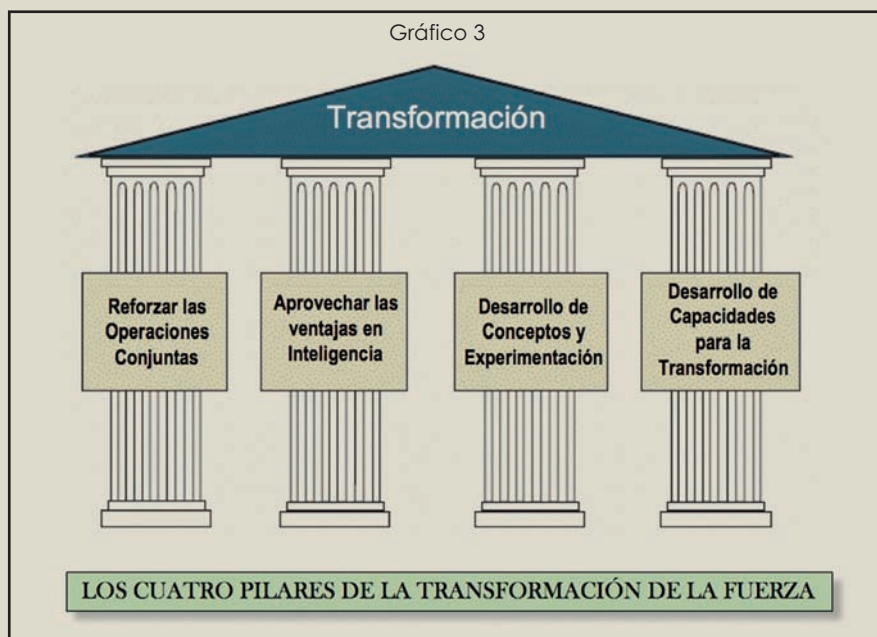 Gráfico 3
Transformación
Reforzar las
Operaciones
Conjuntas
Aprovechar las
ventajas en
Inteligencia
Desarrollo de
Conceptos y
Experimentación
Desarrollo de
Capacidades
para la
Transformación
LOS CUATRO PILARES DE LA TRANSFORMACIÓN DE LA FUERZA